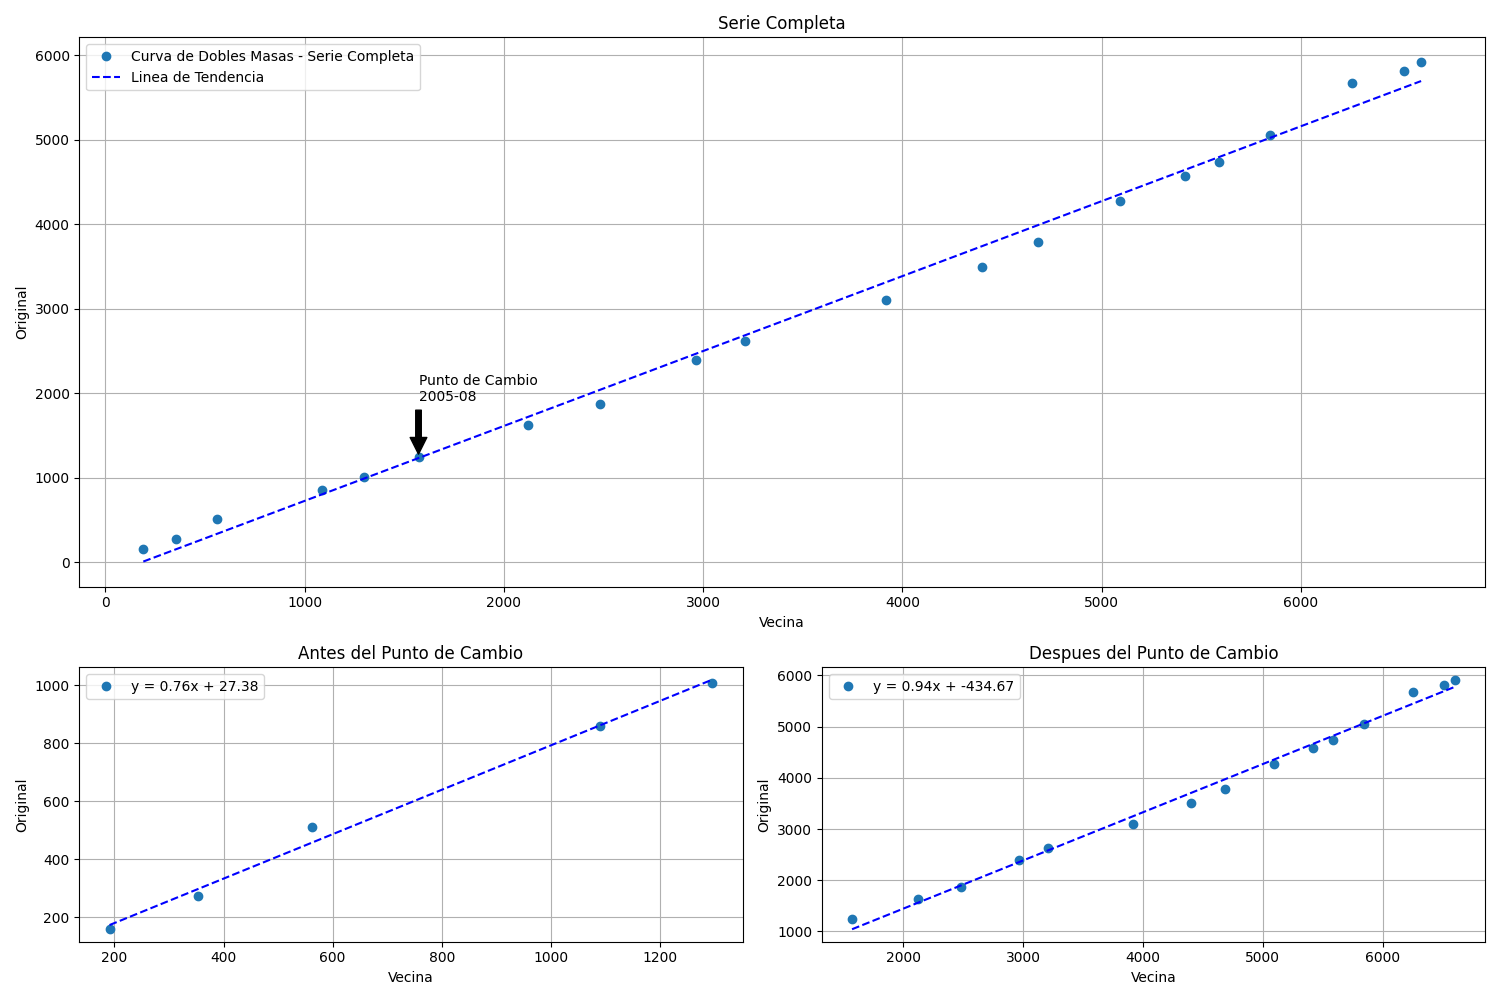 Serie Completa
Curva de Dobles Masas - Serie Completa
Linea de Tendencia
6000
5000
4000
3000
2000
1000
0
Original
Punto de Cambio
2005-08
0 1000 2000 3000 4000 5000 6000
Vecina
Antes del Punto de Cambio
y = 0.76x + 27.38
1000
800
600
400
200
Original
200 400 600 800 1000 1200
Vecina
Despues del Punto de Cambio
y = 0.94x + -434.67
6000
5000
4000
3000
2000
1000
Original
2000 3000 4000 5000 6000
Vecina